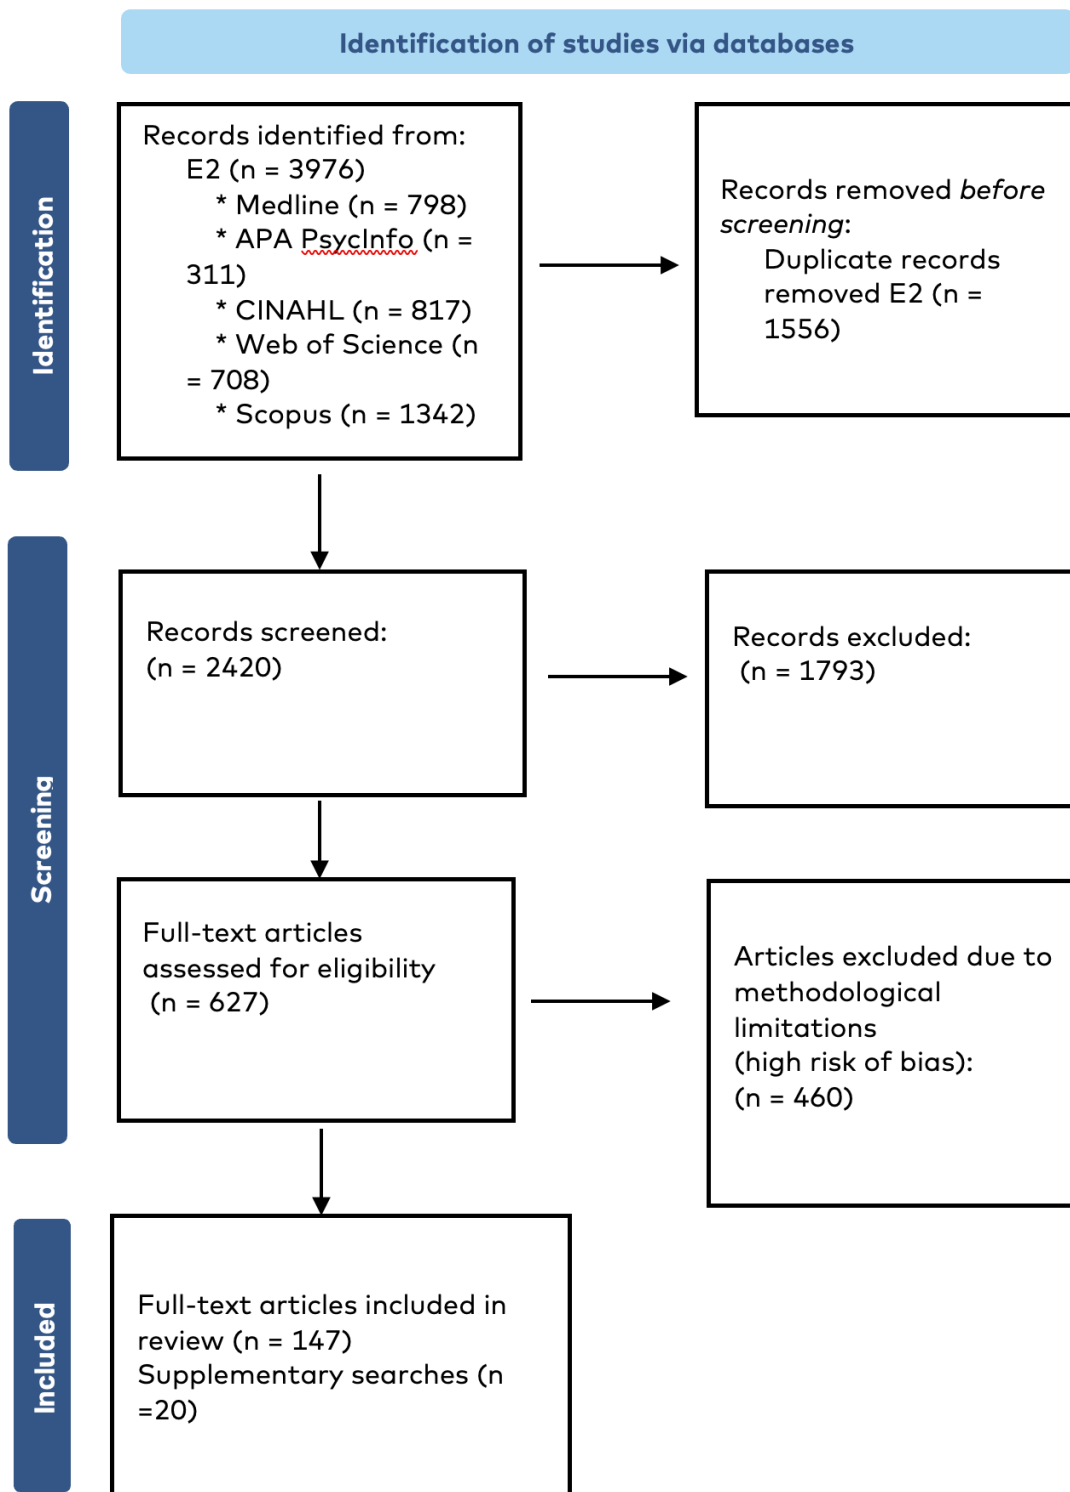 Identification of studies via databases
Identification
Records identified from:
E2 (n = 3976)
* Medline (n = 798)
* APA PsycInfo (n =
311)
* CINAHL (n = 817)
* Web of Science (n
= 708)
* Scopus (n = 1342)
Records removed before
screening:
Duplicate records
removed E2 (n =
1556)
Screening
Records screened:
(n = 2420)
Records excluded:
(n = 1793)
Full-text articles
assessed for eligibility
(n = 627)
Articles excluded due to
methodological
limitations
(high risk of bias):
(n = 460)
Included
Full-text articles included in
review (n = 147)
Supplementary searches (n
=20)